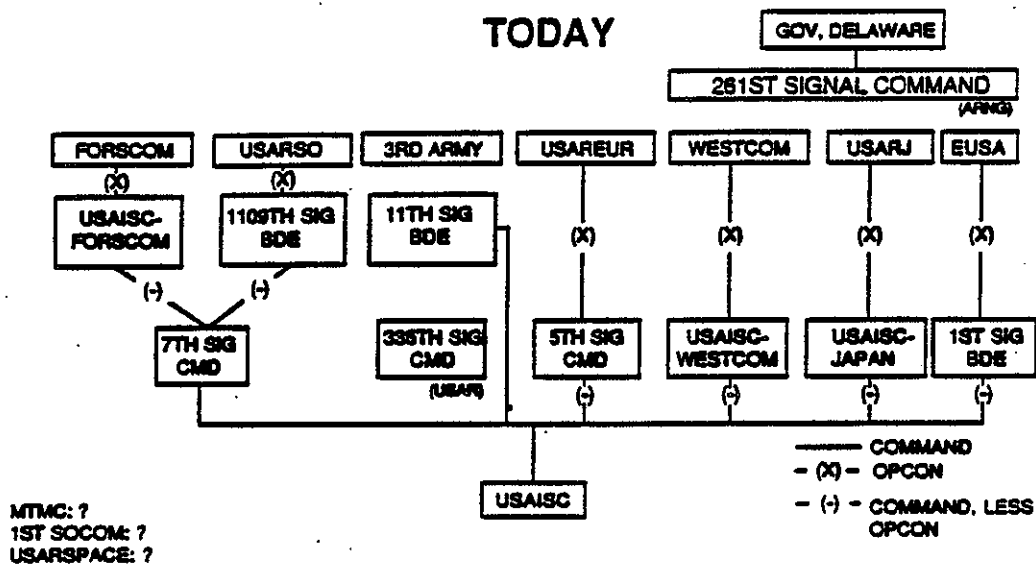 TODAY
GOV, DELAWARE
261ST SIGNAL COMMAND
(ARNG)
FORSCOM
USARSO
3RD ARMY
USAREUR
WESTCOM
USARJ
EUSA
(X)
(X)
USAISC-
FORSCOM
1109TH SIG
BDE
11TH SIG
BDE
(X)
(X)
(X)
(X)
(-)
(-)
7TH SIG
CMD
335TH SIG
CMD
(USAR)
5TH SIG
CMD
USAISC-
WESTCOM
USAISC-
JAPAN
1ST SIG
BDE
(-)
(-)
(-)
(-)
USAISC
COMMAND
- (X) - OPCON
- (-) - COMMAND, LESS
OPCON
MTMC: ?
1ST SOCOM: ?
USARSPACE: ?